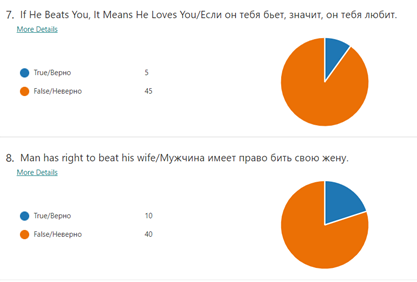 7. If He Beats You, It Means He Loves You/Если он тебя бьет, значит, он тебя любит.
More Details
True/Верно 5
False/Неверно 45
8. Man has right to beat his wife/Мужчина имеет право бить свою жену.
More Details
True/Верно 10
False/Неверно 40